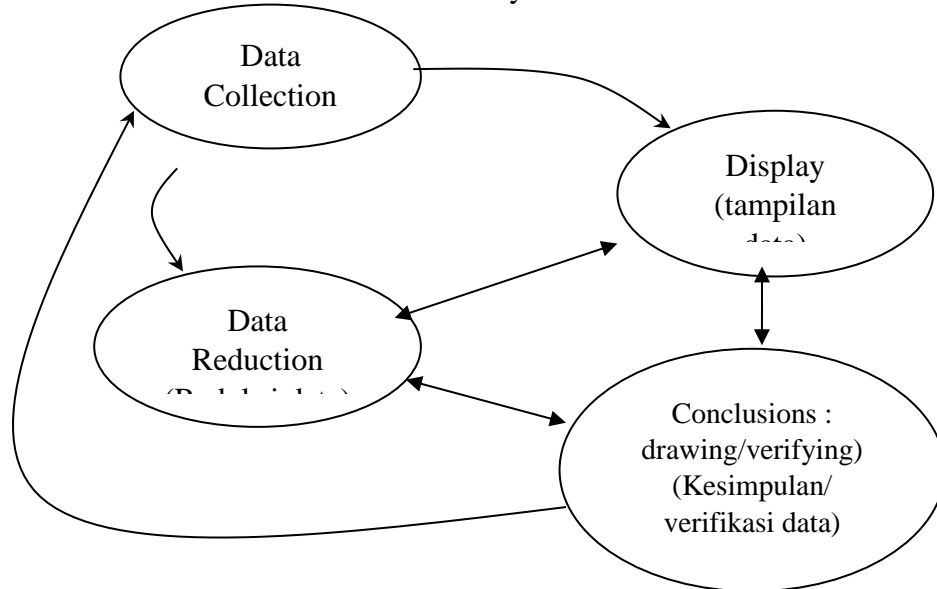 Data
Collection
Display
(tampilan
Data
Reduction
Conclusions :
drawing/verifying)
(Kesimpulan/
verifikasi data)